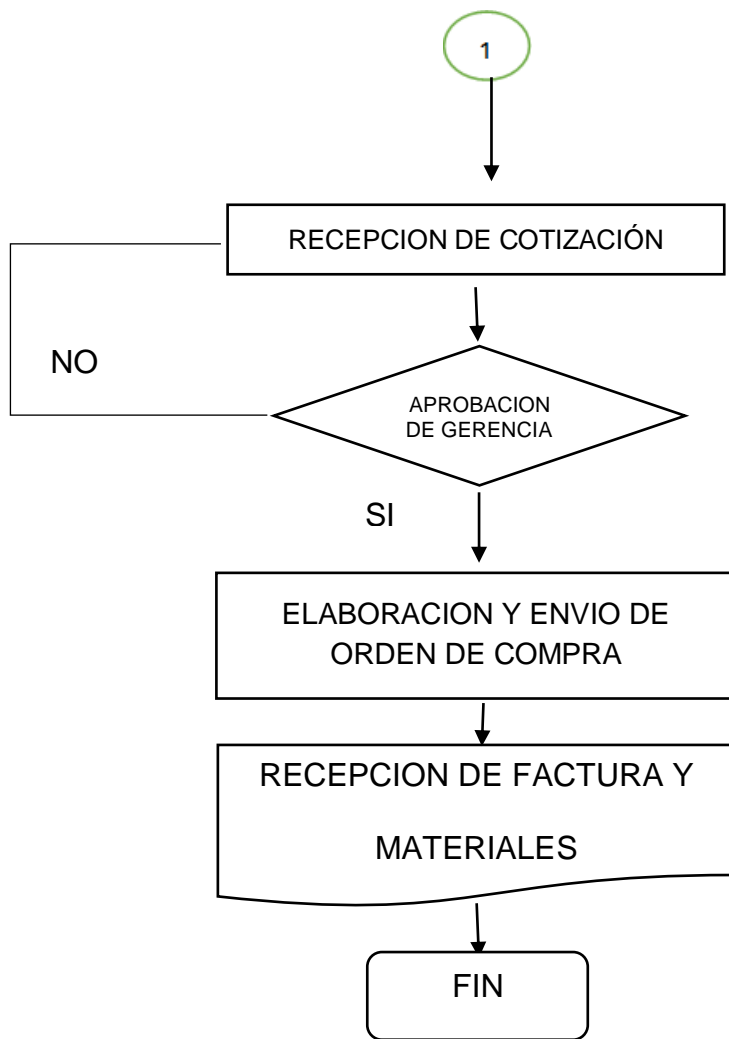 1
RECEPCION DE COTIZACIÓN
NO
APROBACION
DE GERENCIA
SI
ELABORACION Y ENVIO DE
ORDEN DE COMPRA
RECEPCION DE FACTURA Y
MATERIALES
FIN